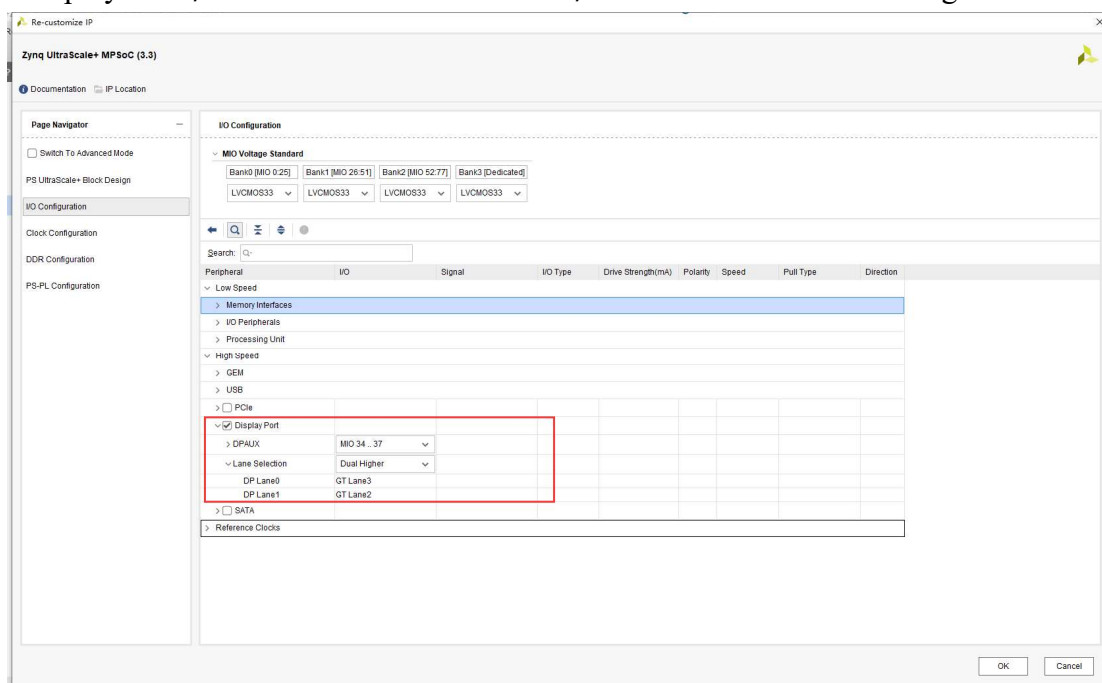 Re-customize IP
Zynq UltraScale+ MPSoC (3.3)
Documentation IP Location
Page Navigator
Switch To Advanced Mode
PS UltraScale+ Block Design
I/O Configuration
Clock Configuration
DDR Configuration
PS-PL Configuration
I/O Configuration
MIO Voltage Standard
Bank0 [MIO 0:25] Bank1 [MIO 26:51] Bank2 [MIO 52:77] Bank3 [Dedicated]
LVCMOS33 LVCMOS33 LVCMOS33 LVCMOS33
Search:
Peripheral I/O Signal I/O Type Drive Strength(mA) Polarity Speed Pull Type Direction
Low Speed
Memory Interfaces
I/O Peripherals
Processing Unit
High Speed
GEM
USB
PCIe
Display Port
DPAUX MIO 34 .. 37
Lane Selection Dual Higher
DP Lane0 GT Lane3
DP Lane1 GT Lane2
SATA
Reference Clocks
OK Cancel